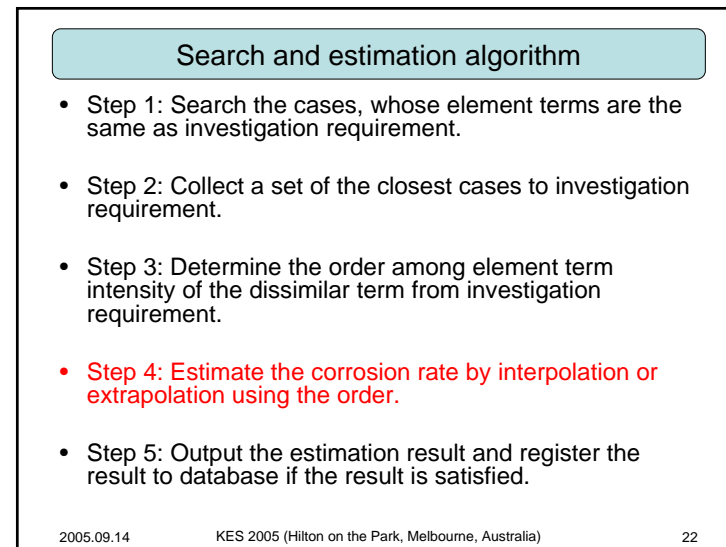 Search and estimation algorithm
• Step 1: Search the cases, whose element terms are the
same as investigation requirement.
• Step 2: Collect a set of the closest cases to investigation
requirement.
• Step 3: Determine the order among element term
intensity of the dissimilar term from investigation
requirement.
• Step 4: Estimate the corrosion rate by interpolation or
extrapolation using the order.
• Step 5: Output the estimation result and register the
result to database if the result is satisfied.
2005.09.14 KES 2005 (Hilton on the Park, Melbourne, Australia) 22